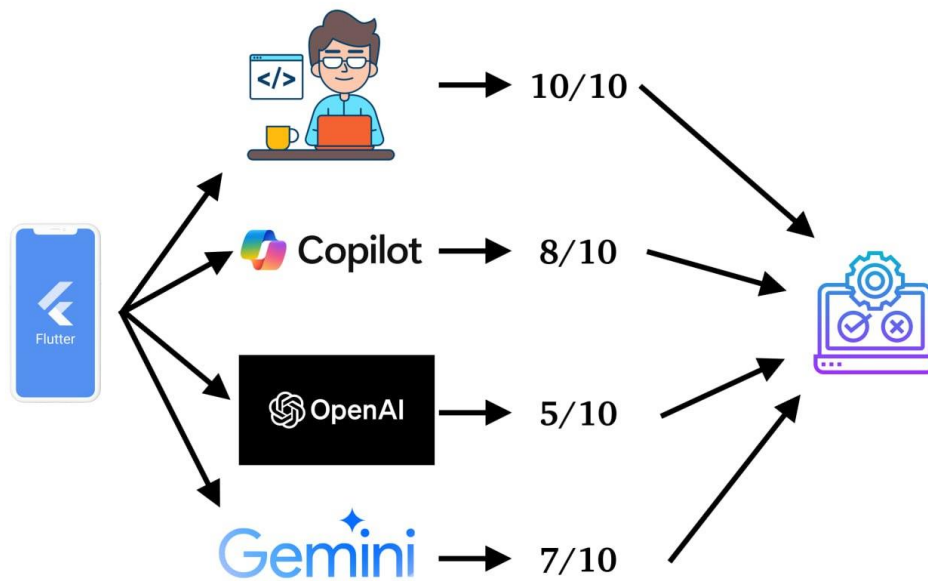 </>
10/10
Copilot
8/10
Flutter
OpenAI
5/10
Gemini
7/10